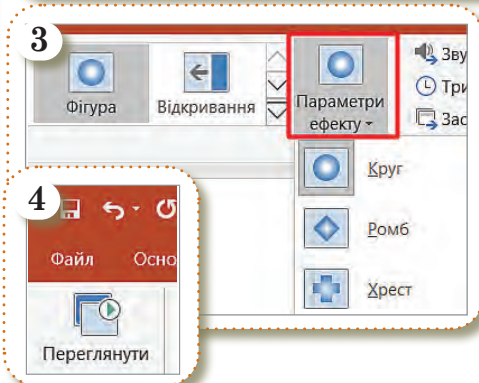 3
Фігура
Відкривання
Параметри
ефекту
Зву
Три
Зас
Круг
Ромб
Хрест
4
Файл
Осно
Переглянути